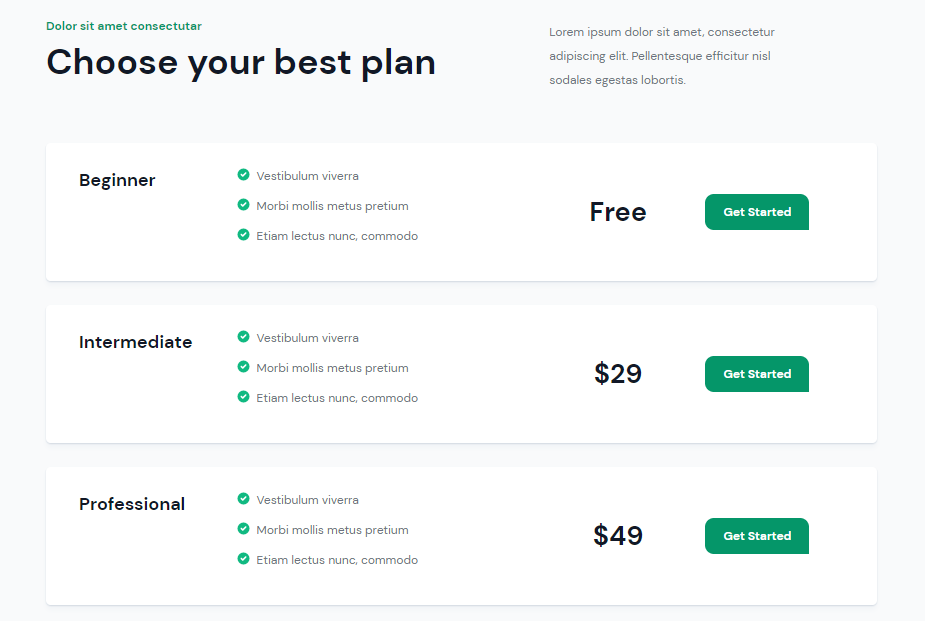 Dolor sit amet consectutar
Choose your best plan
Lorem ipsum dolor sit amet, consectetur
adipiscing elit. Pellentesque efficitur nisl
sodales egestas lobortis.
Beginner
Vestibulum viverra
Morbi mollis metus pretium
Etiam lectus nunc, commodo
Free
Get Started
Intermediate
Vestibulum viverra
Morbi mollis metus pretium
Etiam lectus nunc, commodo
$29
Get Started
Professional
Vestibulum viverra
Morbi mollis metus pretium
Etiam lectus nunc, commodo
$49
Get Started